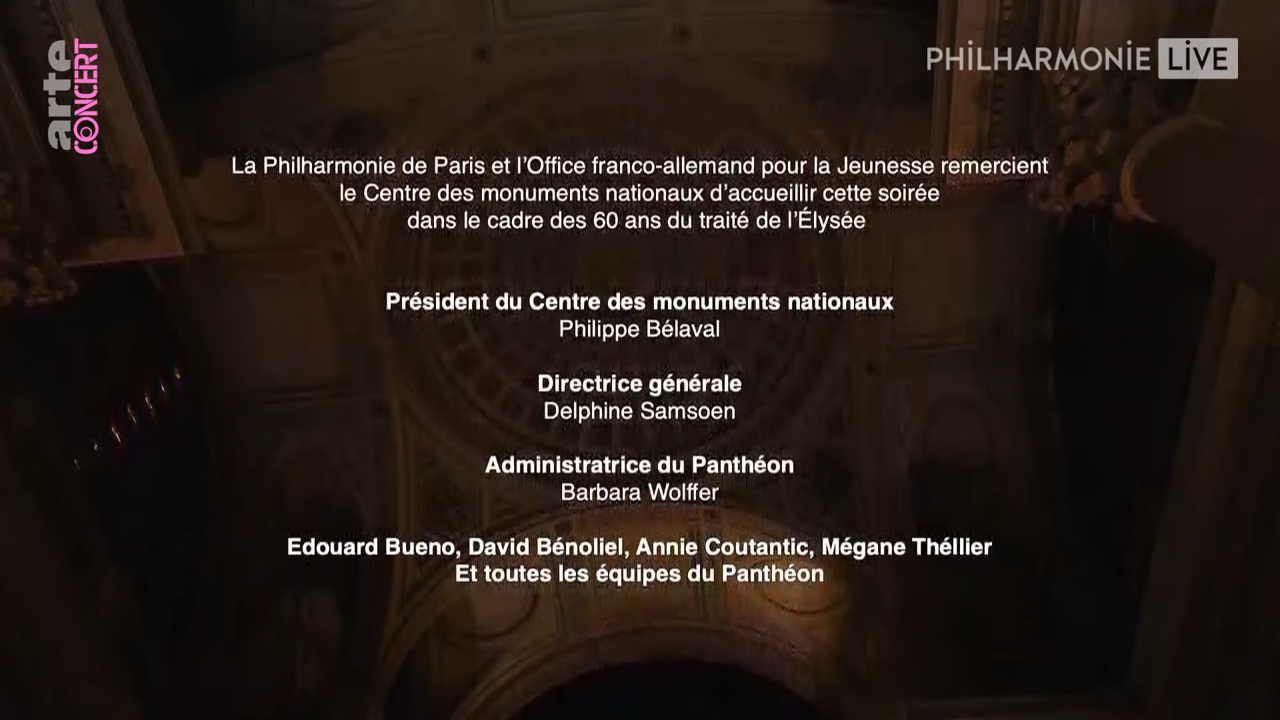 arte
CONCERT
PHILHARMONIE LIVE
La Philharmonie de Paris et l’Office franco-allemand pour la Jeunesse remercient
le Centre des monuments nationaux d’accueillir cette soirée
dans le cadre des 60 ans du traité de l’Élysée
Président du Centre des monuments nationaux
Philippe Bélaval
Directrice générale
Delphine Samsoen
Administratrice du Panthéon
Barbara Wolffer
Edouard Bueno, David Bénoliel, Annie Coutantic, Mégane Théllier
Et toutes les équipes du Panthéon